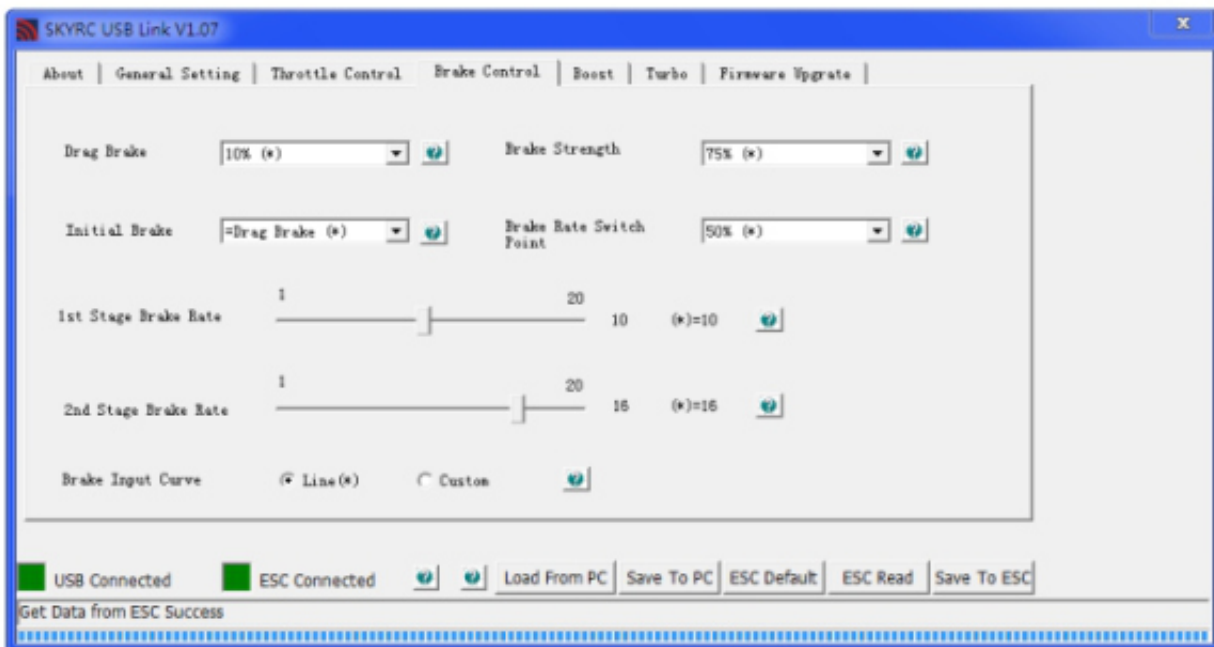 SKYRC USB Link V1.07
x
About | General Setting | Throttle Control Brake Control | Boost | Turbo | Firmware Upgrate |
Drag Brake 10% (*) Brake Strength 75% (*)
Initial Brake =Drag Brake (*) Brake Rate Switch Point 50% (*)
1 20
1st Stage Brake Rate 10 (*)=10
1 20
2nd Stage Brake Rate 16 (*)=16
Brake Input Curve Line(*) Custom
USB Connected ESC Connected Load From PC Save To PC ESC Default ESC Read Save To ESC
Get Data from ESC Success